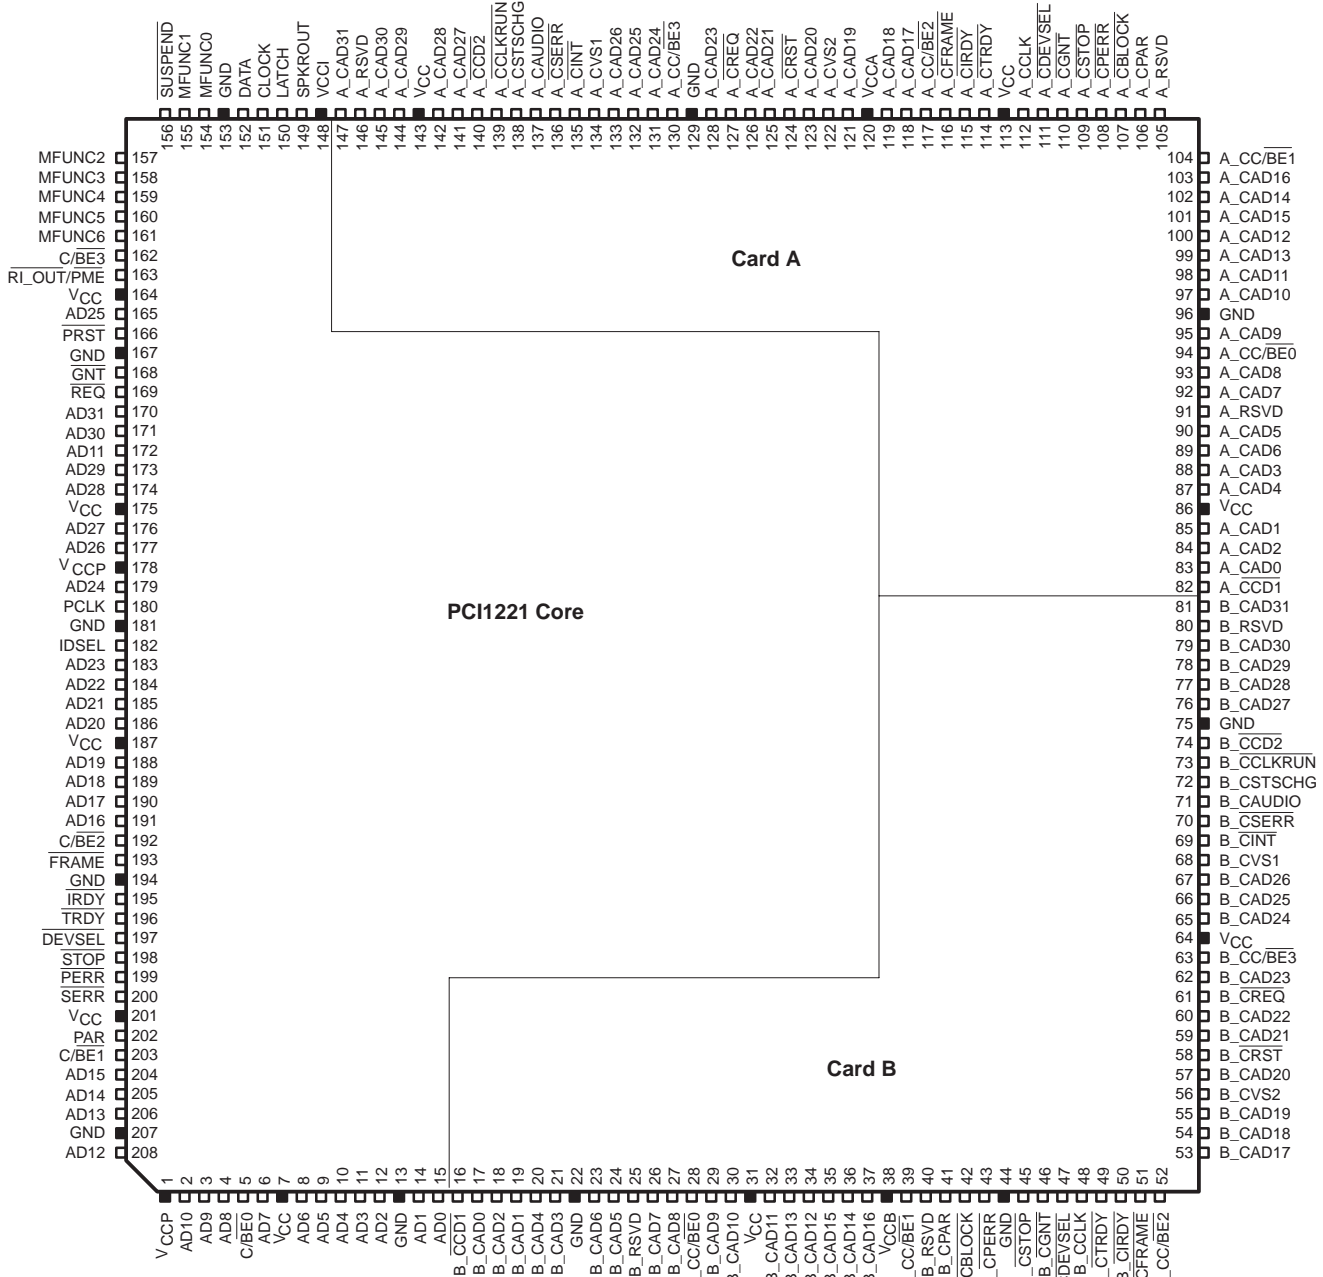 SUSPEND
MFUNC1
MFUNC0
GND
DATA
CLOCK
LATCH
SPKROUT
VCCI
A_CAD31
A_RSVD
A_CAD30
A_CAD29
VCC
A_CAD28
A_CAD27
A_CCD2
A_CCLKRUN
A_CSTSCHG
A_CAUDIO
A_CSERR
A_CINT
A_CVS1
A_CAD26
A_CAD25
A_CAD24
A_CC/BE3
GND
A_CAD23
A_CREQ
A_CAD22
A_CAD21
A_CRST
A_CAD20
A_CVS2
A_CAD19
VCCA
A_CAD18
A_CAD17
A_CC/BE2
A_CFRAME
A_CIRDY
A_CTRDY
VCC
A_CCLK
A_CDEVSEL
A_CGNT
A_CSTOP
A_CPERR
A_CBLOCK
A_CPAR
A_RSVD
156
155
154
153
152
151
150
149
148
147
146
145
144
143
142
141
140
139
138
137
136
135
134
133
132
131
130
129
128
127
126
125
124
123
122
121
120
119
118
117
116
115
114
113
112
111
110
109
108
107
106
105
MFUNC2 157
MFUNC3 158
MFUNC4 159
MFUNC5 160
MFUNC6 161
C/BE3 162
RI_OUT/PME 163
VCC 164
AD25 165
PRST 166
GND 167
GNT 168
REQ 169
AD31 170
AD30 171
AD11 172
AD29 173
AD28 174
VCC 175
AD27 176
AD26 177
VCCP 178
AD24 179
PCLK 180
GND 181
IDSEL 182
AD23 183
AD22 184
AD21 185
AD20 186
VCC 187
AD19 188
AD18 189
AD17 190
AD16 191
C/BE2 192
FRAME 193
GND 194
IRDY 195
TRDY 196
DEVSEL 197
STOP 198
PERR 199
SERR 200
VCC 201
PAR 202
C/BE1 203
AD15 204
AD14 205
AD13 206
GND 207
AD12 208
Card A
PCI1221 Core
Card B
104 A_CC/BE1
103 A_CAD16
102 A_CAD14
101 A_CAD15
100 A_CAD12
99 A_CAD13
98 A_CAD11
97 A_CAD10
96 GND
95 A_CAD9
94 A_CC/BE0
93 A_CAD8
92 A_CAD7
91 A_RSVD
90 A_CAD5
89 A_CAD6
88 A_CAD3
87 A_CAD4
86 VCC
85 A_CAD1
84 A_CAD2
83 A_CAD0
82 A_CCD1
81 B_CAD31
80 B_RSVD
79 B_CAD30
78 B_CAD29
77 B_CAD28
76 B_CAD27
75 GND
74 B_CCD2
73 B_CCLKRUN
72 B_CSTSCHG
71 B_CAUDIO
70 B_CSERR
69 B_CINT
68 B_CVS1
67 B_CAD26
66 B_CAD25
65 B_CAD24
64 VCC
63 B_CC/BE3
62 B_CAD23
61 B_CREQ
60 B_CAD22
59 B_CAD21
58 B_CRST
57 B_CAD20
56 B_CVS2
55 B_CAD19
54 B_CAD18
53 B_CAD17
1
2
3
4
5
6
7
8
9
10
11
12
13
14
15
16
17
18
19
20
21
22
23
24
25
26
27
28
29
30
31
32
33
34
35
36
37
38
39
40
41
42
43
44
45
46
47
48
49
50
51
52
VCCP
AD10
AD9
AD8
C/BE0
AD7
VCC
AD6
AD5
AD4
AD3
AD2
GND
AD1
AD0
B_CCD1
B_CAD0
B_CAD2
B_CAD1
B_CAD4
B_CAD3
GND
B_CAD6
B_CAD5
B_RSVD
B_CAD7
B_CAD8
_CC/BE0
B_CAD9
B_CAD10
VCC
B_CAD11
B_CAD13
B_CAD12
B_CAD15
B_CAD14
B_CAD16
VCCB
_CC/BE1
B_RSVD
B_CPAR
CBLOCK
_CPERR
GND
_CSTOP
B_CGNT
DEVSEL
B_CCLK
_CTRDY
B_CIRDY
CFRAME
_CC/BE2